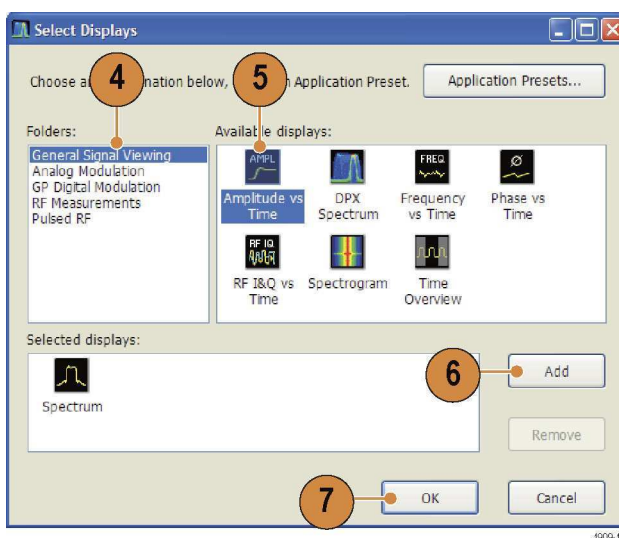 Select Displays
4
5
Choose a nation below, n Application Preset.
Application Presets...
Folders:
Available displays:
General Signal Viewing
Analog Modulation
GP Digital Modulation
RF Measurements
Pulsed RF
AMPL
Amplitude vs
Time
DPX
Spectrum
FREQ
Frequency
vs Time
Ø
Phase vs
Time
RF IQ
RF I&Q vs
Time
Spectrogram
Time
Overview
Selected displays:
Spectrum
6
Add
Remove
7
OK
Cancel